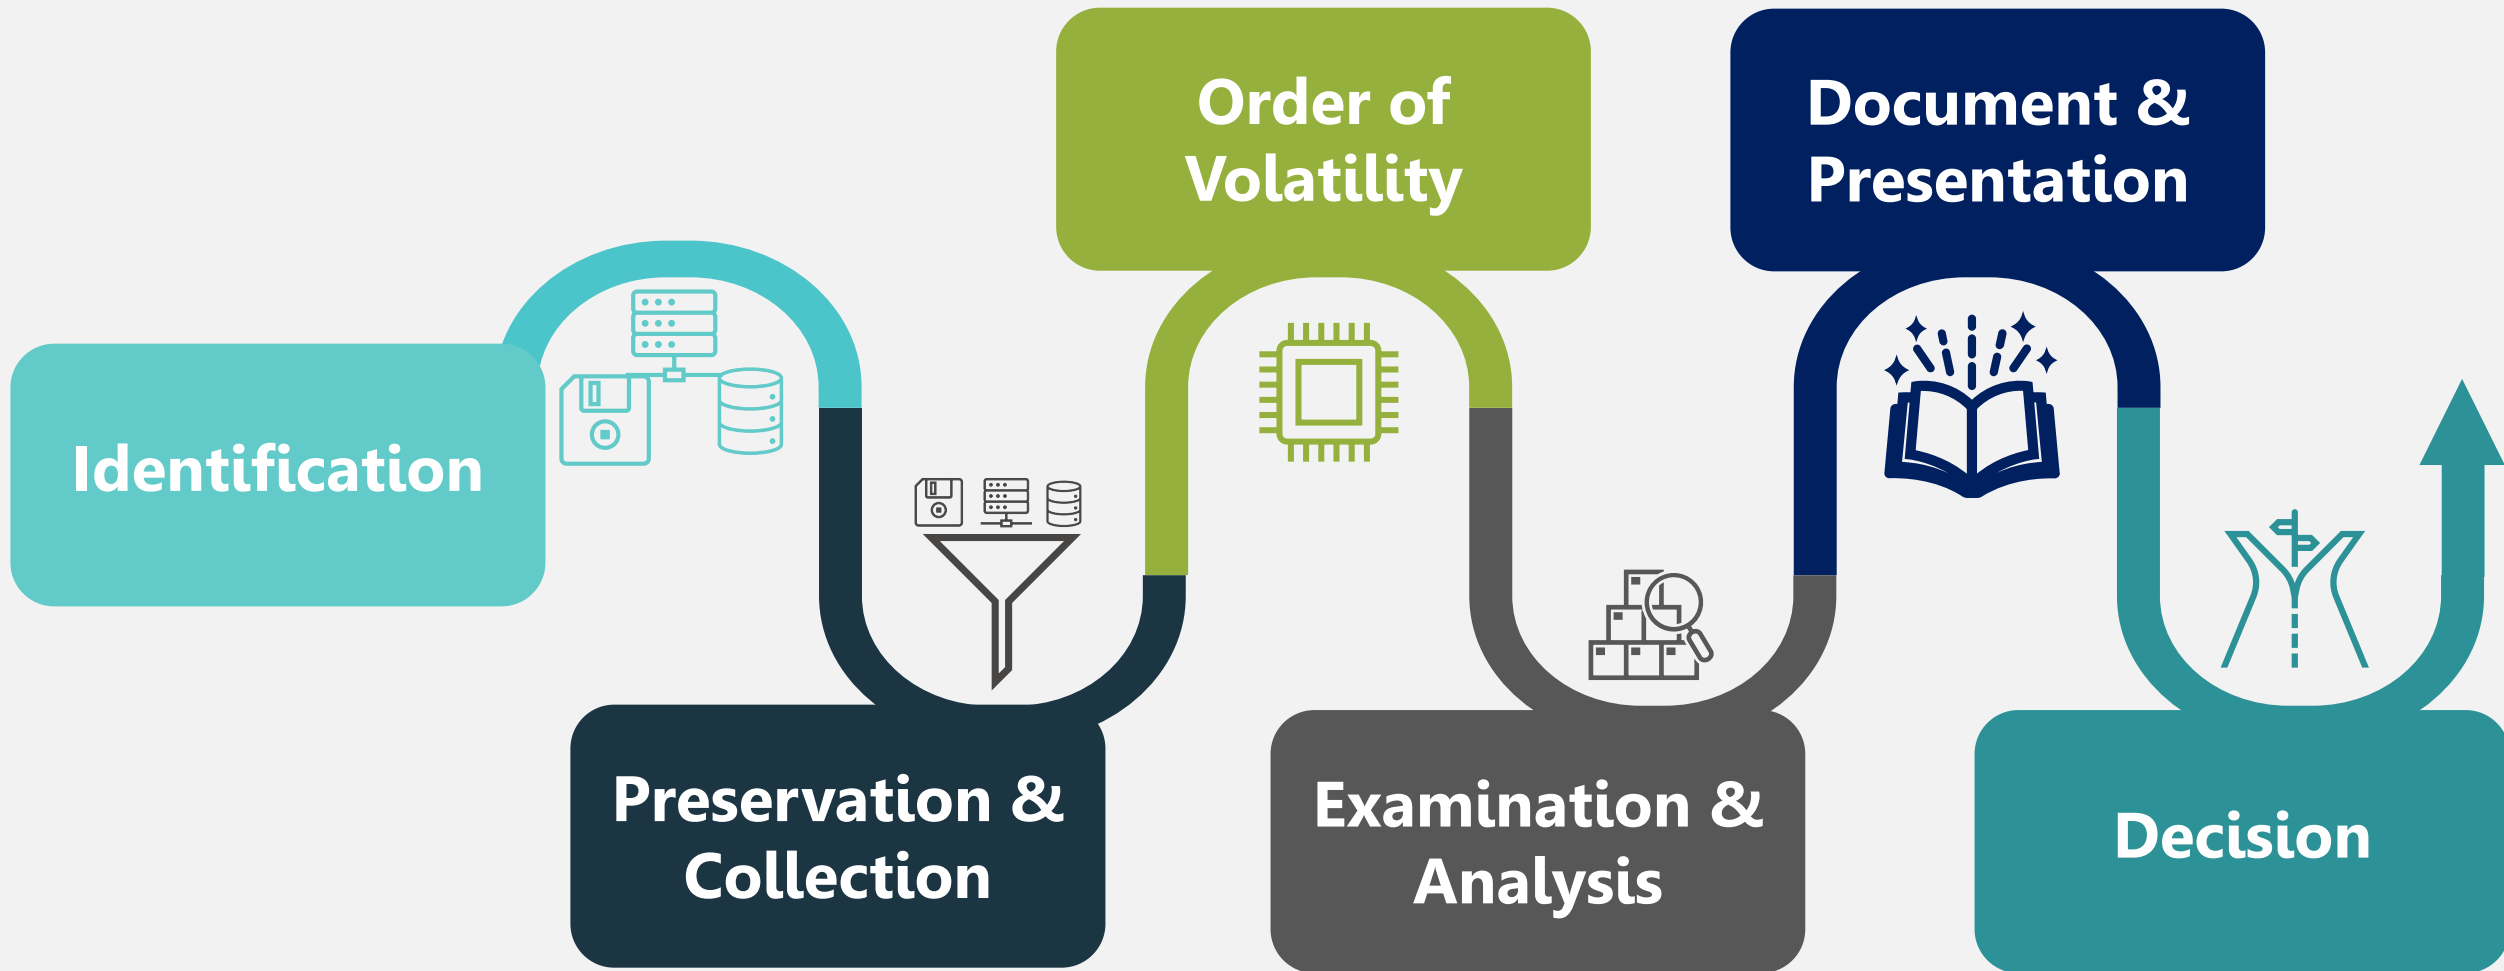 Identification
Preservation &
Collection
Order of
Volatility
Examination &
Analysis
Document &
Presentation
Decision